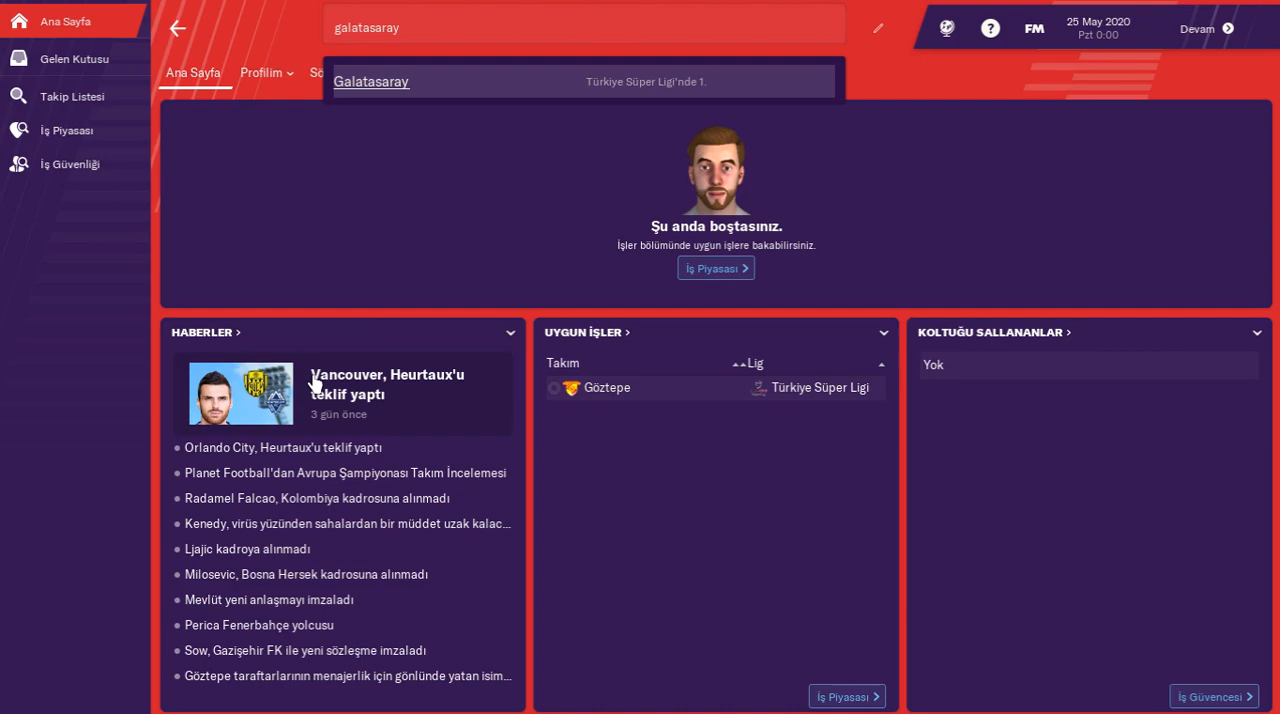 Ana Sayfa
Gelen Kutusu
Takip Listesi
İş Piyasası
İş Güvenliği
galatasaray
FM
25 May 2020
Pzt 0:00
Devam
Ana Sayfa
Profilim
Sö
Galatasaray
Türkiye Süper Ligi'nde 1.
Şu anda boştasınız.
İşler bölümünde uygun işlere bakabilirsiniz.
İş Piyasası
HABERLER
Vancouver, Heurtaux'u
teklif yaptı
3 gün önce
Orlando City, Heurtaux'u teklif yaptı
Planet Football'dan Avrupa Şampiyonası Takım İncelemesi
Radamel Falcao, Kolombiya kadrosuna alınmadı
Kenedy, virüs yüzünden sahalardan bir müddet uzak kalac...
Ljajic kadroya alınmadı
Milosevic, Bosna Hersek kadrosuna alınmadı
Mevlüt yeni anlaşmayı imzaladı
Perica Fenerbahçe yolcusu
Sow, Gazişehir FK ile yeni sözleşme imzaladı
Göztepe taraftarlarının menajerlik için gönlünde yatan isim...
UYGUN İŞLER
Takım Lig
Göztepe Türkiye Süper Ligi
İş Piyasası
KOLTUĞU SALLANANLAR
Yok
İş Güvencesi